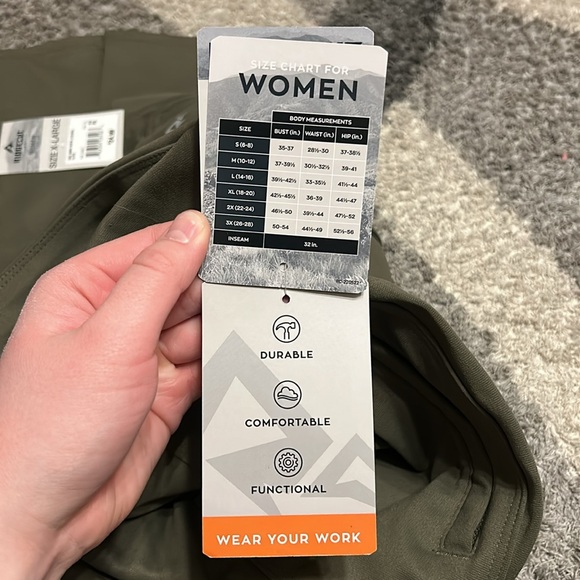 SIZE CHART FOR
WOMEN
BODY MEASUREMENTS
SIZE BUST (in.) WAIST (in.) HIP (in.)
S (6-8) 35-37 28½-30 37-38½
M (10-12) 37-39½ 30½-32½ 39-41
L (14-16) 39½-42½ 33-35½ 41½-44
XL (18-20) 42½-45½ 36-39 44½-47
2X (22-24) 46½-50 39½-44 47½-52
3X (26-28) 50-54 44½-49 52½-56
INSEAM 32 in.
DURABLE
COMFORTABLE
FUNCTIONAL
WEAR YOUR WORK
SIZE X-LARGE